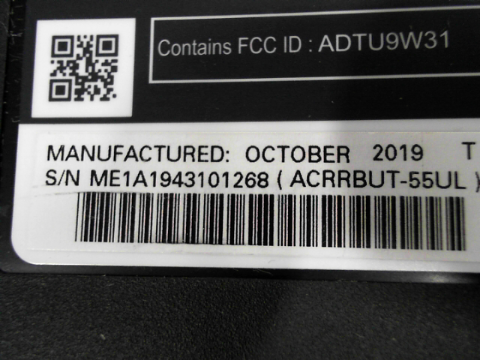 Contains FCC ID : ADTU9W31
MANUFACTURED: OCTOBER 2019 T
S/N ME1A1943101268 ( ACRRBUT-55UL )